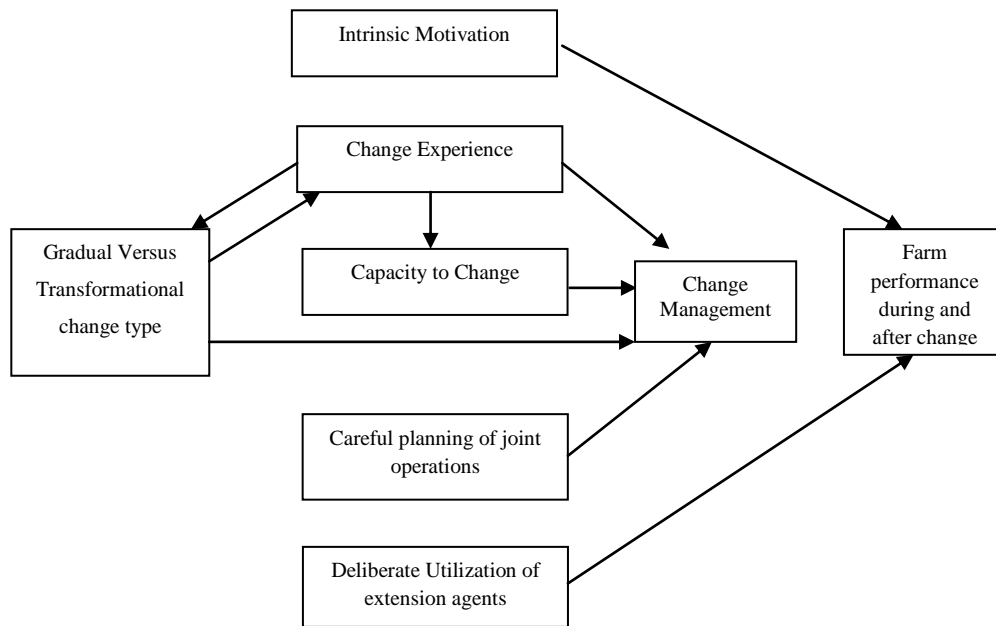 Intrinsic Motivation
Change Experience
Gradual Versus
Transformational
change type
Capacity to Change
Change
Management
Farm
performance
during and
after change
Careful planning of joint
operations
Deliberate Utilization of
extension agents